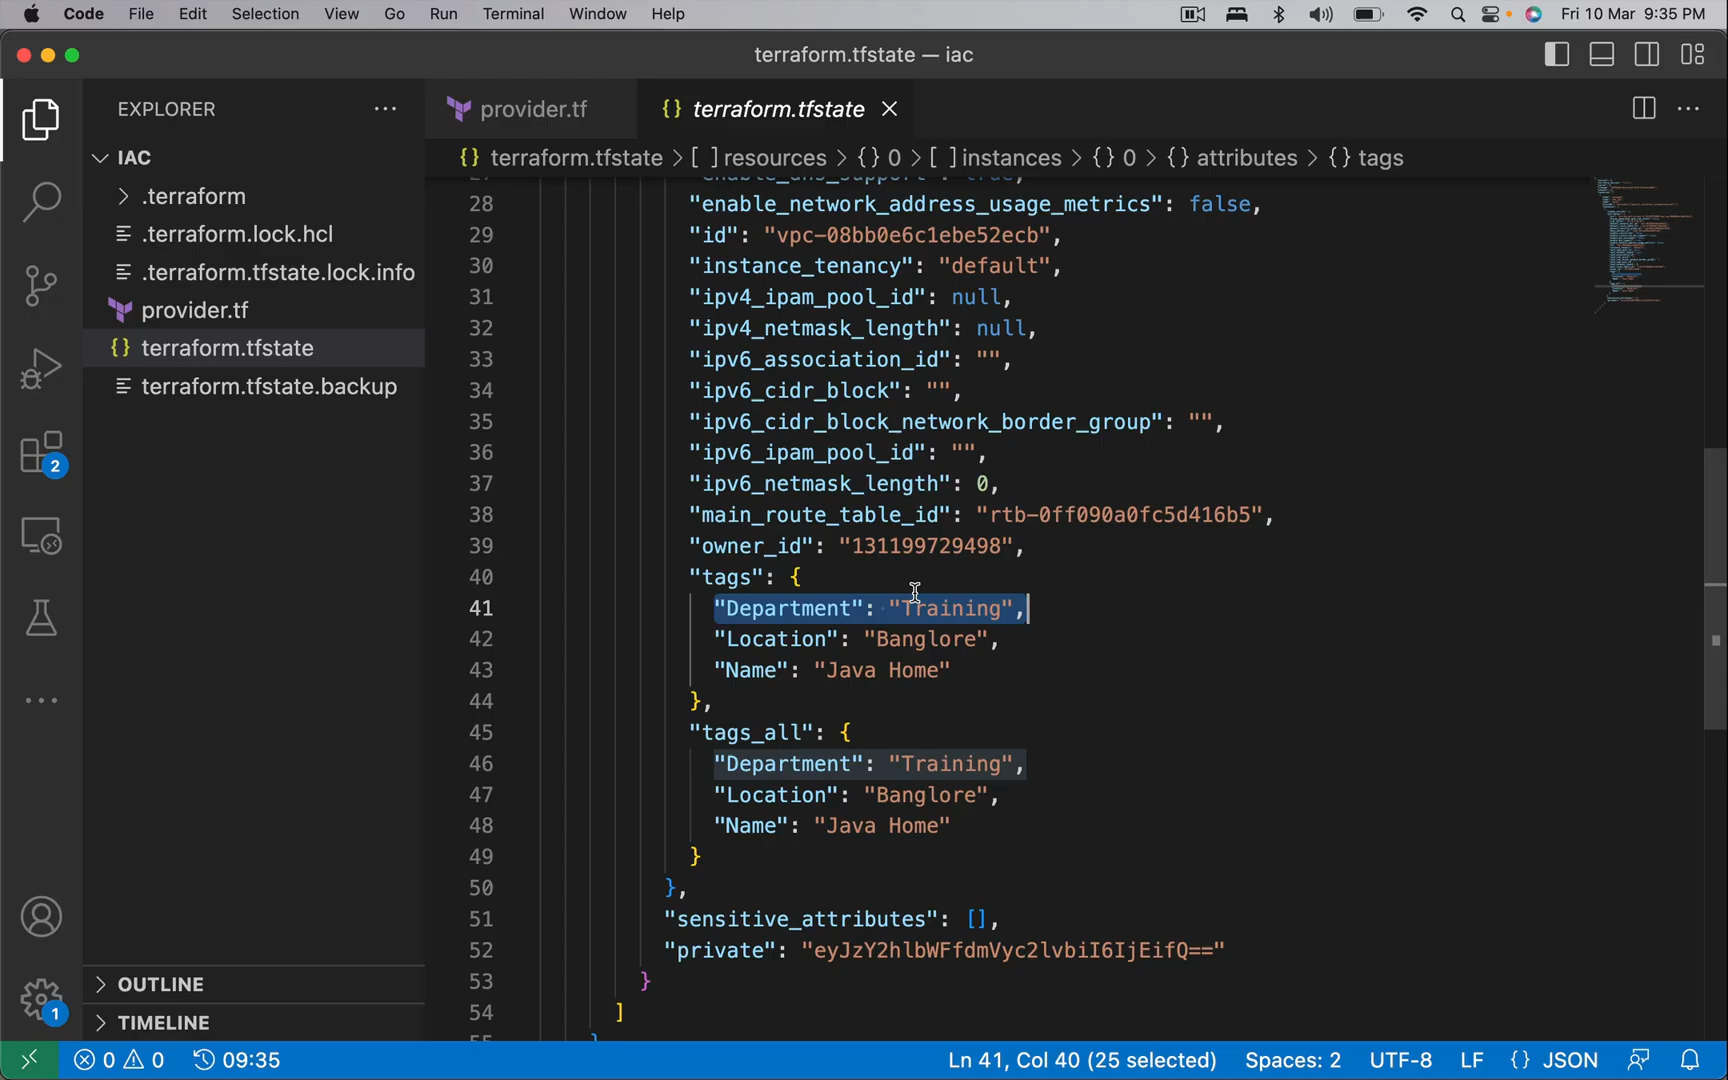 Code File Edit Selection View Go Run Terminal Window Help Fri 10 Mar 9:35 PM
terraform.tfstate — iac
EXPLORER
provider.tf
{} terraform.tfstate
IAC
{} terraform.tfstate > [ ] resources > {} 0 > [ ] instances > {} 0 > {} attributes > {} tags
.terraform
.terraform.lock.hcl
.terraform.tfstate.lock.info
provider.tf
{} terraform.tfstate
terraform.tfstate.backup
28 "enable_network_address_usage_metrics": false,
29 "id": "vpc-08bb0e6c1ebe52ecb",
30 "instance_tenancy": "default",
31 "ipv4_ipam_pool_id": null,
32 "ipv4_netmask_length": null,
33 "ipv6_association_id": "",
34 "ipv6_cidr_block": "",
35 "ipv6_cidr_block_network_border_group": "",
36 "ipv6_ipam_pool_id": "",
37 "ipv6_netmask_length": 0,
38 "main_route_table_id": "rtb-0ff090a0fc5d416b5",
39 "owner_id": "131199729498",
40 "tags": {
41 "Department": "Training",
42 "Location": "Banglore",
43 "Name": "Java Home"
44 },
45 "tags_all": {
46 "Department": "Training",
47 "Location": "Banglore",
48 "Name": "Java Home"
49 }
50 },
51 "sensitive_attributes": [],
52 "private": "eyJzY2hlbWFfdmVyc2lvbiI6IjEifQ=="
53 }
54 ]
2
1
OUTLINE
TIMELINE
0 0 09:35 Ln 41, Col 40 (25 selected) Spaces: 2 UTF-8 LF {} JSON